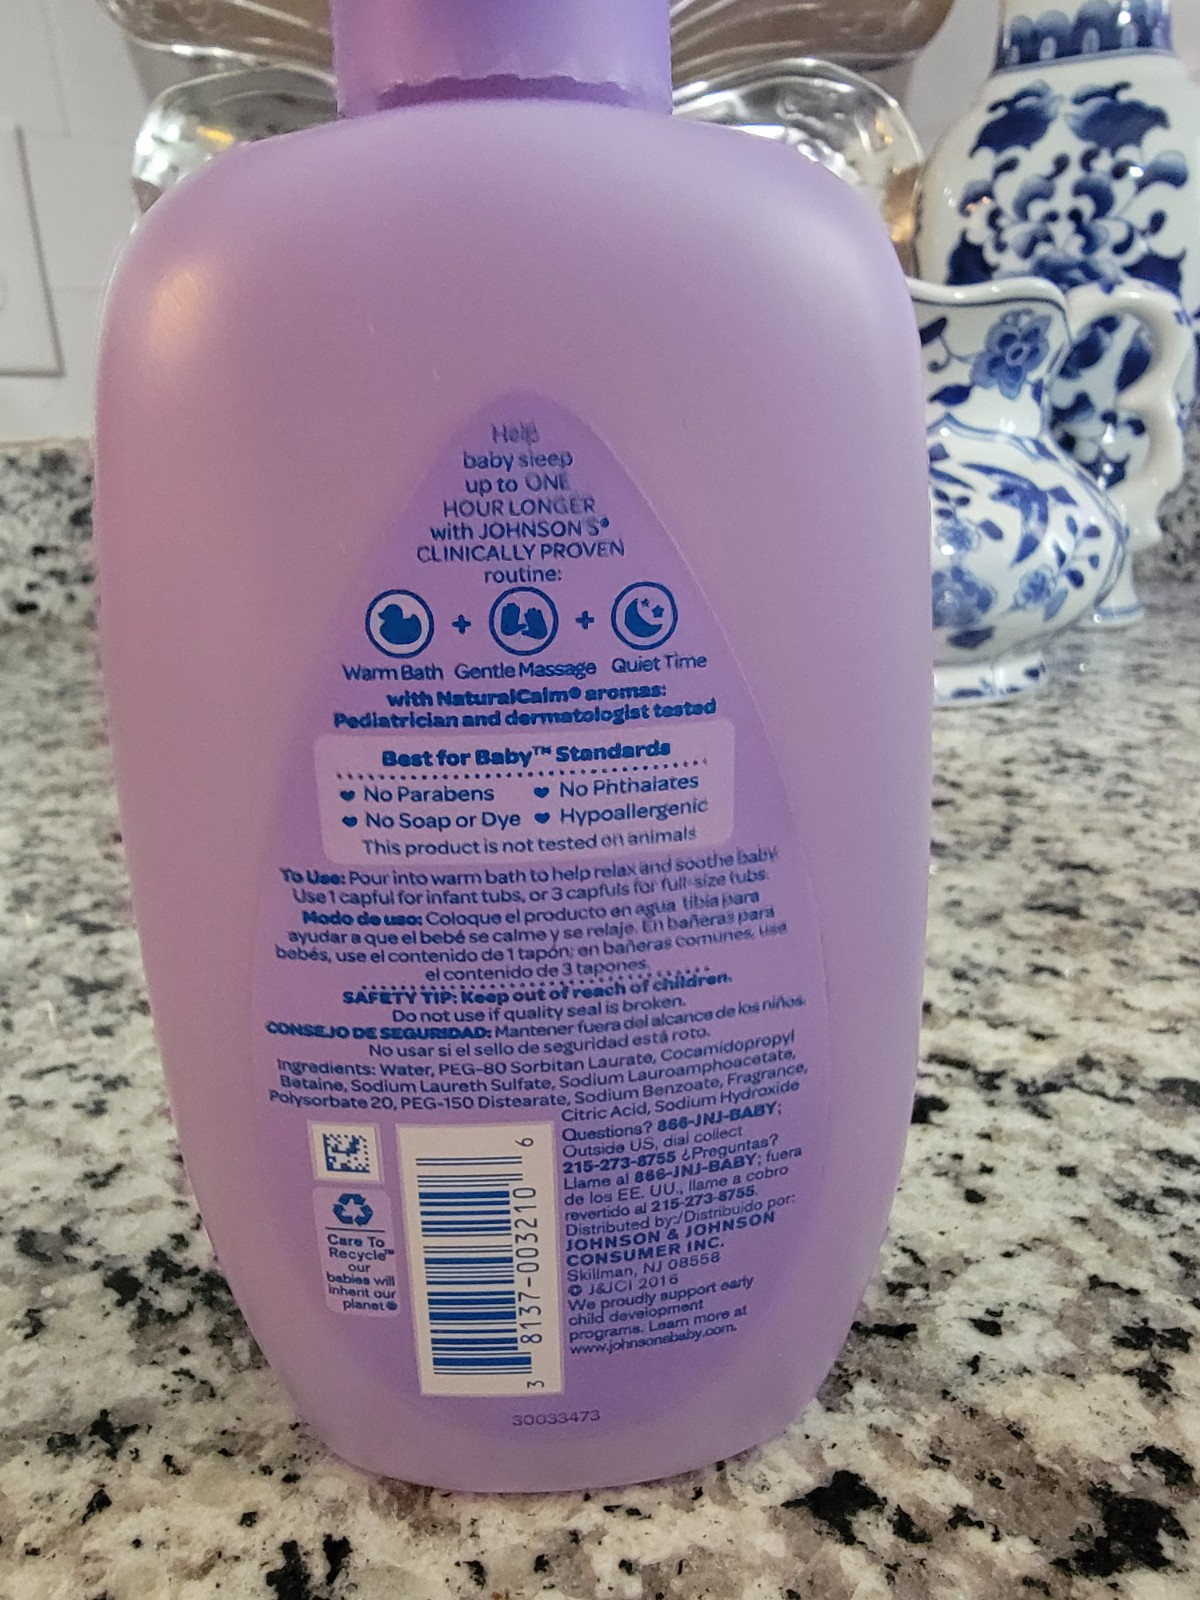 Help
baby sleep
up to ONE
HOUR LONGER
with JOHNSON'S®
CLINICALLY PROVEN
routine:
+ +
Warm Bath Gentle Massage Quiet Time
with NaturalCalm® aromas:
Pediatrician and dermatologist tested
Best for Baby™ Standards
No Parabens No Phthalates
No Soap or Dye Hypoallergenic
This product is not tested on animals
To Use: Pour into warm bath to help relax and soothe baby.
Use 1 capful for infant tubs, or 3 capfuls for full-size tubs.
Modo de uso: Coloque el producto en agua tibia para
ayudar a que el bebé se calme y se relaje. En bañeras para
bebés, use el contenido de 1 tapón; en bañeras comunes, use
el contenido de 3 tapones.
SAFETY TIP: Keep out of reach of children.
Do not use if quality seal is broken.
CONSEJO DE SEGURIDAD: Mantener fuera del alcance de los niños.
No usar si el sello de seguridad está roto.
Ingredients: Water, PEG-80 Sorbitan Laurate, Cocamidopropyl
Betaine, Sodium Laureth Sulfate, Sodium Lauroamphoacetate,
Polysorbate 20, PEG-150 Distearate, Sodium Benzoate, Fragrance,
Citric Acid, Sodium Hydroxide
Questions? 866-JNJ-BABY;
Outside US, dial collect
215-273-8755 ¿Preguntas?
Llame al 866-JNJ-BABY; fuera
de los EE. UU., llame a cobro
revertido al 215-273-8755.
Distributed by:/Distribuido por:
JOHNSON & JOHNSON
CONSUMER INC.
Skillman, NJ 08558
© J&JCI 2016
We proudly support early
child development
programs. Learn more at
www.johnsonsbaby.com.
Care To
Recycle™
our
babies will
inherit our
planet®
3 8137-003210 6
30033473